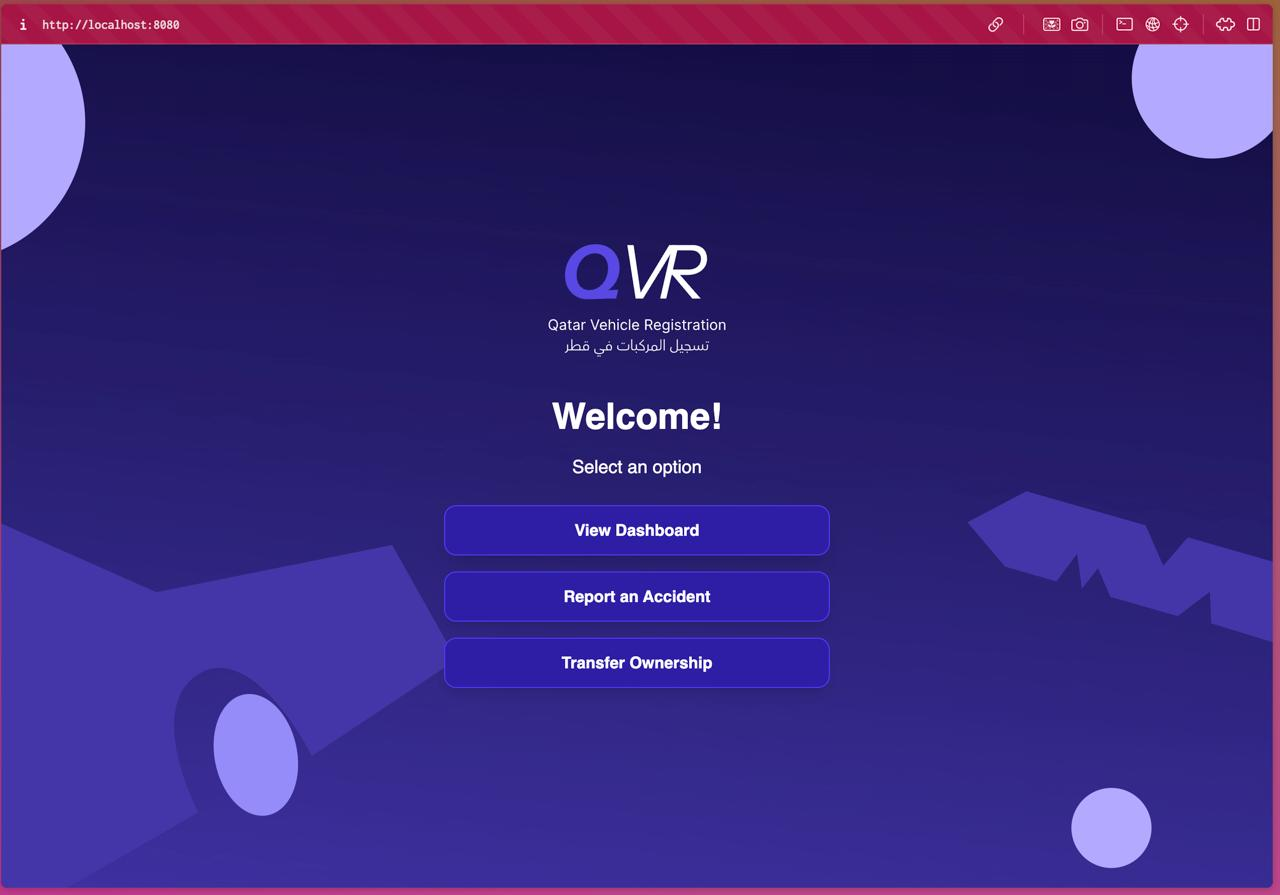 http://localhost:8080
QVR
Qatar Vehicle Registration
تسجيل المركبات في قطر
Welcome!
Select an option
View Dashboard
Report an Accident
Transfer Ownership